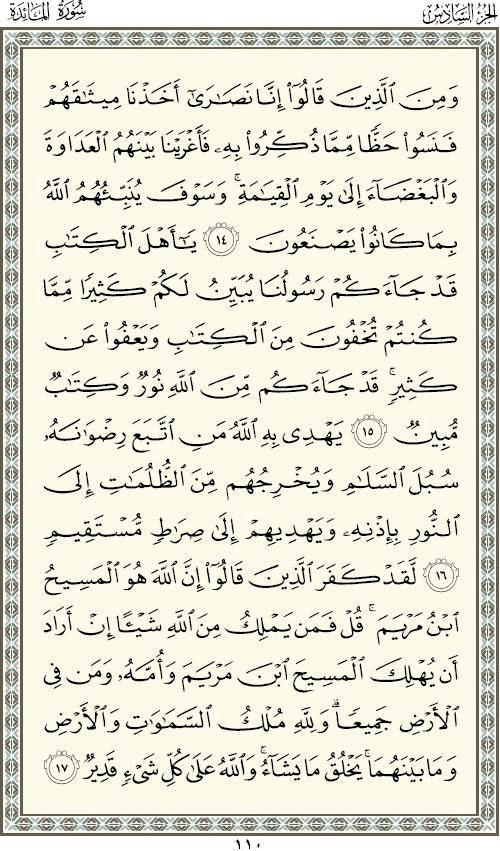 الجزء السادس سورة المائدة
وَمِنَ ٱلَّذِينَ قَالُوٓا۟ إِنَّا نَصَـٰرَىٰٓ أَخَذْنَا مِيثَـٰقَهُمْ
فَنَسُوا۟ حَظًّا مِّمَّا ذُكِّرُوا۟ بِهِۦ فَأَغْرَيْنَا بَيْنَهُمُ ٱلْعَدَاوَةَ
وَٱلْبَغْضَآءَ إِلَىٰ يَوْمِ ٱلْقِيَـٰمَةِ ۚ وَسَوْفَ يُنَبِّئُهُمُ ٱللَّهُ
بِمَا كَانُوا۟ يَصْنَعُونَ ١٤ يَـٰٓأَهْلَ ٱلْكِتَـٰبِ
قَدْ جَآءَكُمْ رَسُولُنَا يُبَيِّنُ لَكُمْ كَثِيرًا مِّمَّا
كُنتُمْ تُخْفُونَ مِنَ ٱلْكِتَـٰبِ وَيَعْفُوا۟ عَن
كَثِيرٍ ۚ قَدْ جَآءَكُم مِّنَ ٱللَّهِ نُورٌ وَكِتَـٰبٌ
مُّبِينٌ ١٥ يَهْدِى بِهِ ٱللَّهُ مَنِ ٱتَّبَعَ رِضْوَٰنَهُۥ
سُبُلَ ٱلسَّلَـٰمِ وَيُخْرِجُهُم مِّنَ ٱلظُّلُمَـٰتِ إِلَى
ٱلنُّورِ بِإِذْنِهِۦ وَيَهْدِيهِمْ إِلَىٰ صِرَٰطٍ مُّسْتَقِيمٍ
١٦ لَّقَدْ كَفَرَ ٱلَّذِينَ قَالُوٓا۟ إِنَّ ٱللَّهَ هُوَ ٱلْمَسِيحُ
ٱبْنُ مَرْيَمَ ۚ قُلْ فَمَن يَمْلِكُ مِنَ ٱللَّهِ شَيْـًٔا إِنْ أَرَادَ
أَن يُهْلِكَ ٱلْمَسِيحَ ٱبْنَ مَرْيَمَ وَأُمَّهُۥ وَمَن فِى
ٱلْأَرْضِ جَمِيعًا ۗ وَلِلَّهِ مُلْكُ ٱلسَّمَـٰوَٰتِ وَٱلْأَرْضِ
وَمَا بَيْنَهُمَا ۚ يَخْلُقُ مَا يَشَآءُ ۚ وَٱللَّهُ عَلَىٰ كُلِّ شَىْءٍ قَدِيرٌ ١٧
١١٠